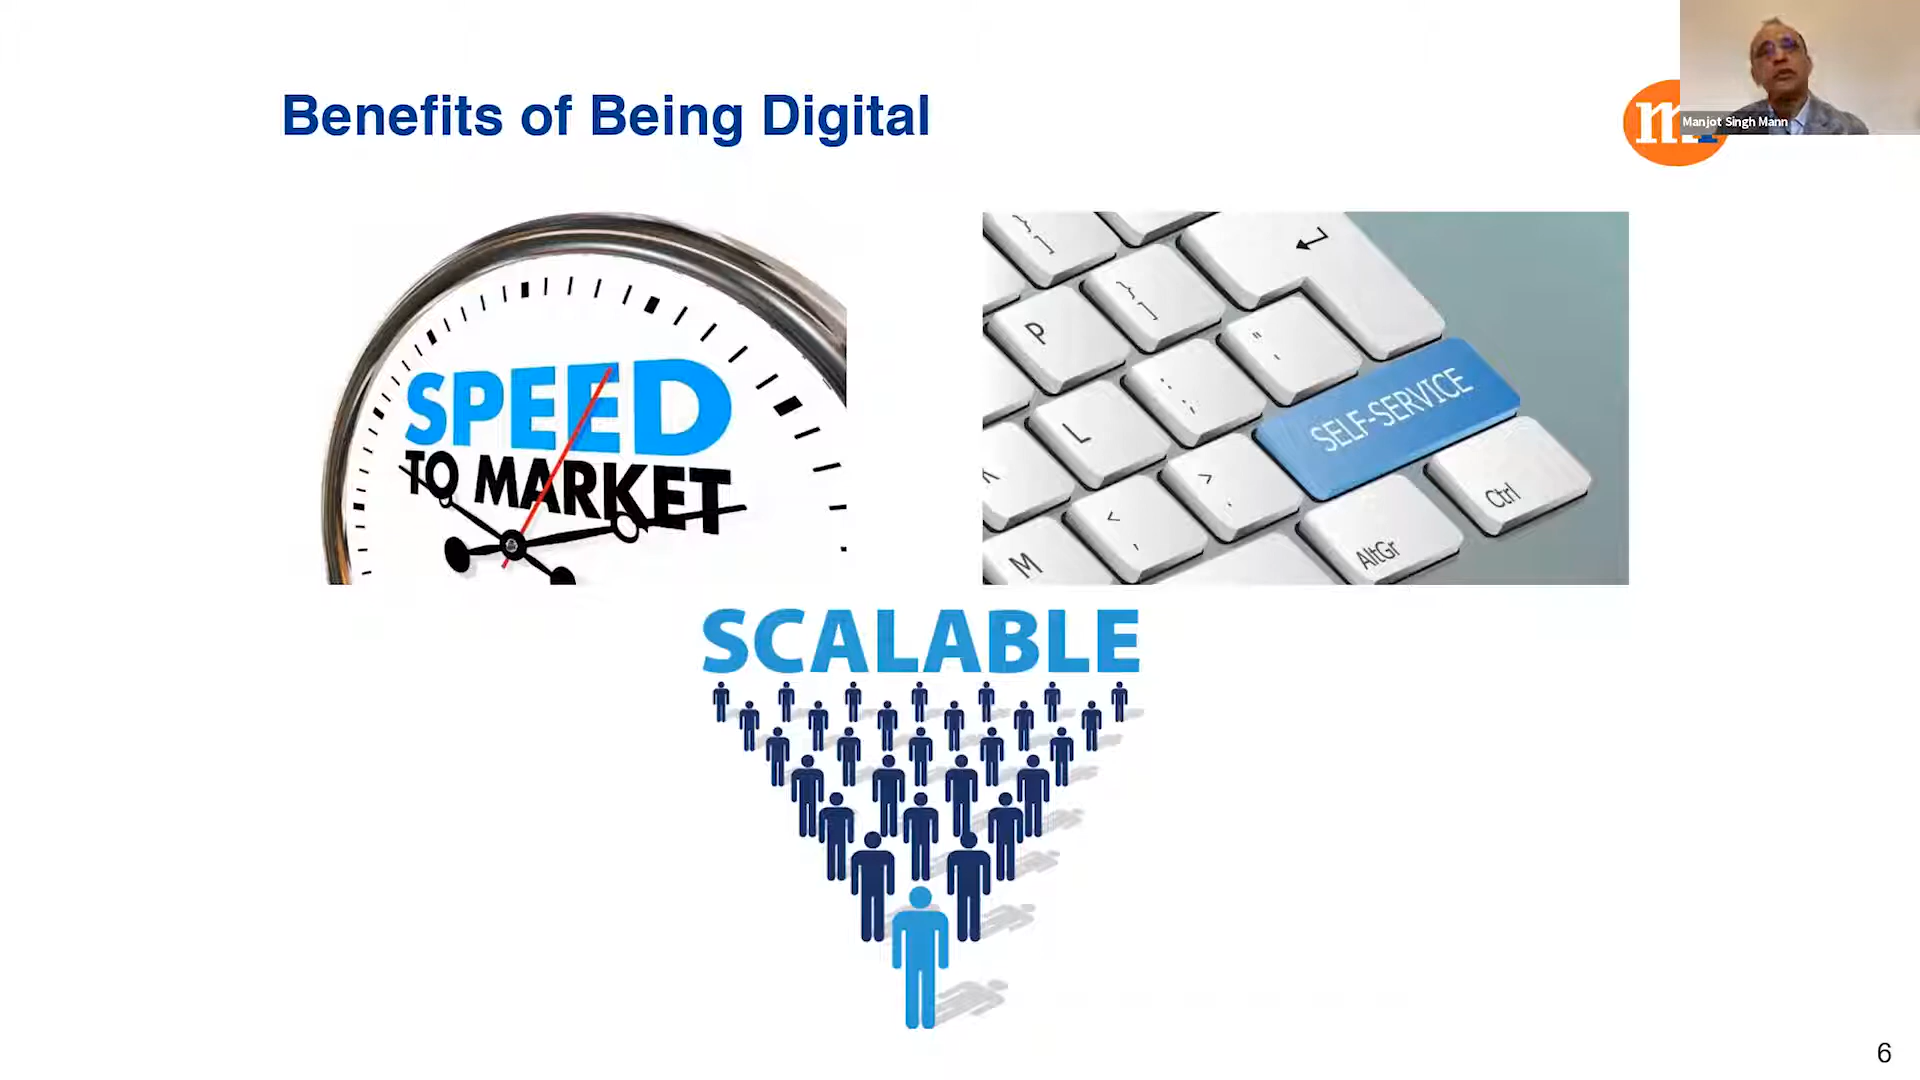 Benefits of Being Digital
m
Manjot Singh Mann
SPEED
TO MARKET
P
L
M
SELF-SERVICE
AltGr
Ctrl
SCALABLE
6